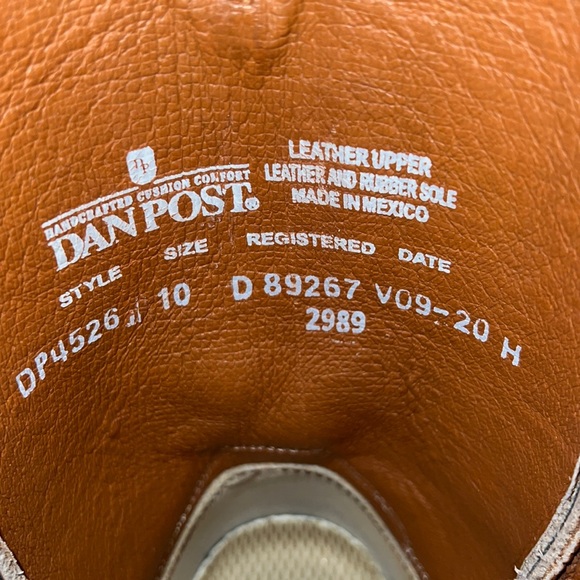 DP
HANDCRAFTED CUSHION COMFORT
DAN POST®
LEATHER UPPER
LEATHER AND RUBBER SOLE
MADE IN MEXICO
STYLE SIZE REGISTERED DATE
10 D 89267 V09-20 H
2989